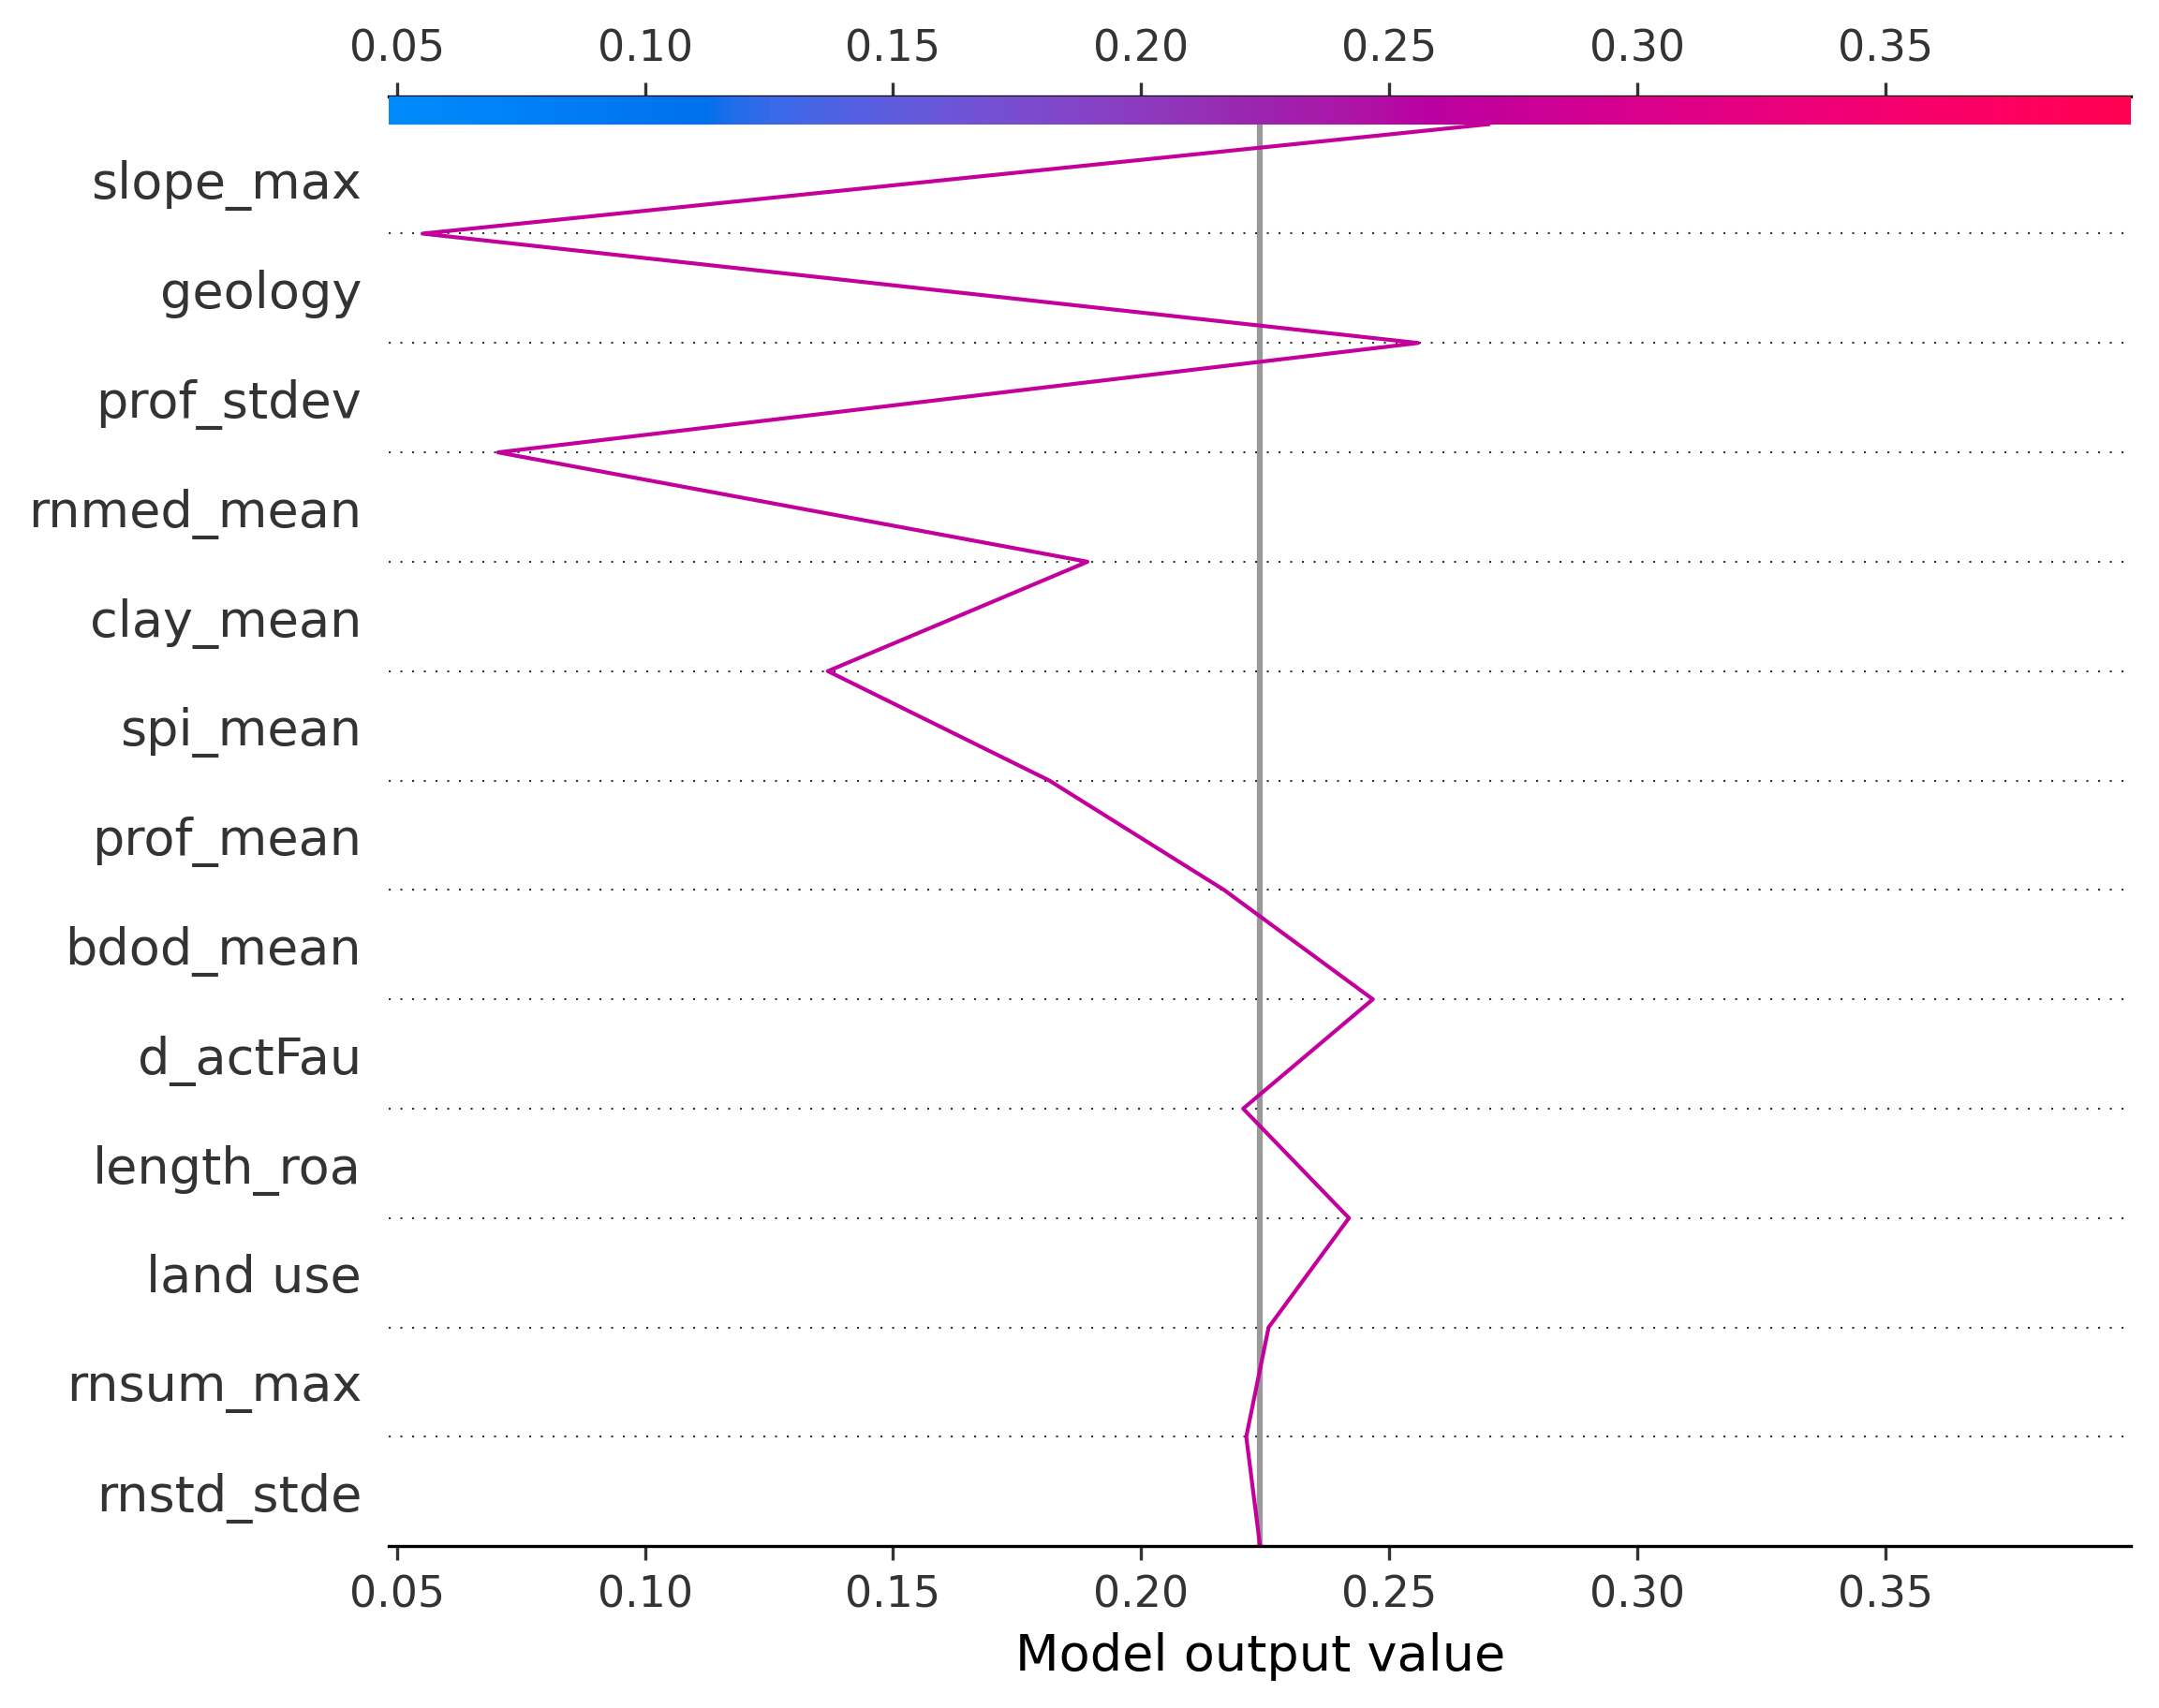 0.05 0.10 0.15 0.20 0.25 0.30 0.35
slope_max
geology
prof_stdev
rnmed_mean
clay_mean
spi_mean
prof_mean
bdod_mean
d_actFau
length_roa
land use
rnsum_max
rnstd_stde
0.05 0.10 0.15 0.20 0.25 0.30 0.35
Model output value